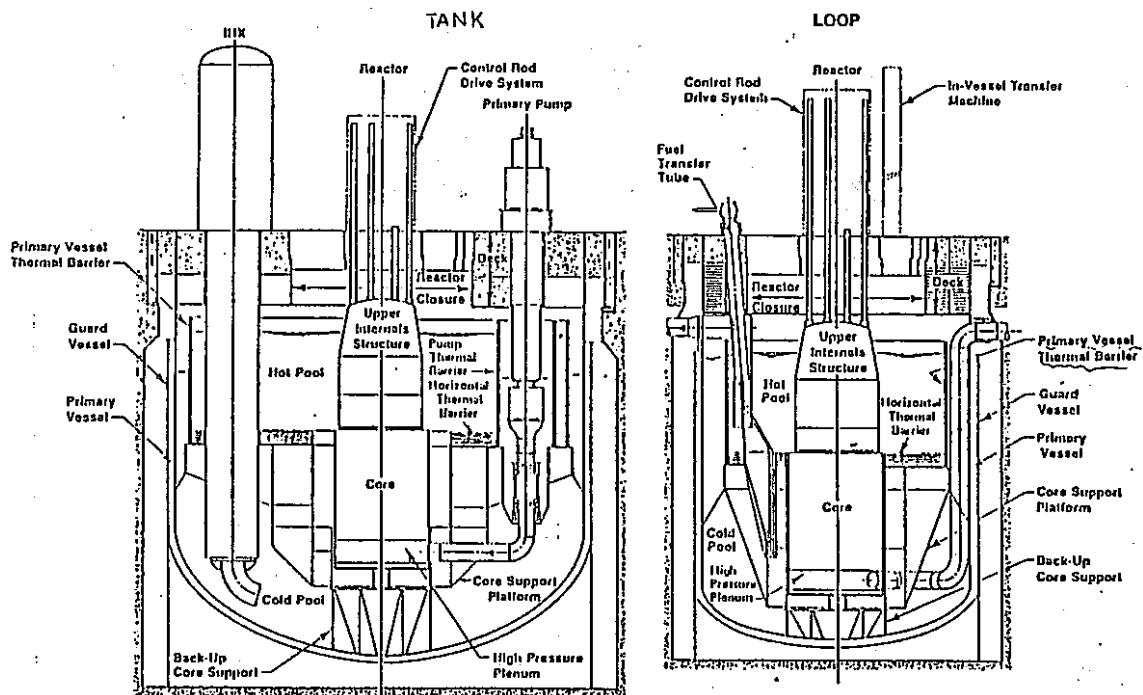 TANK
LOOP
IHX
Reactor
Control Rod
Drive System
Primary Pump
Primary Vessel
Thermal Barrier
Guard
Vessel
Primary
Vessel
Deck
Reactor
Closure
Upper
Internals
Structure
Pump
Thermal
Barrier
Horizontal
Thermal
Barrier
Hot Pool
Core
Cold Pool
Core Support
Platform
Back-Up
Core Support
High Pressure
Plenum
Reactor
Control Rod
Drive System
In-Vessel Transfer
Machine
Fuel
Transfer
Tube
Deck
Reactor
Closure
Upper
Internals
Structure
Hot
Pool
Horizontal
Thermal
Barrier
Primary Vessel
Thermal Barrier
Guard
Vessel
Primary
Vessel
Core Support
Platform
Core
Cold
Pool
High
Pressure
Plenum
Back-Up
Core Support